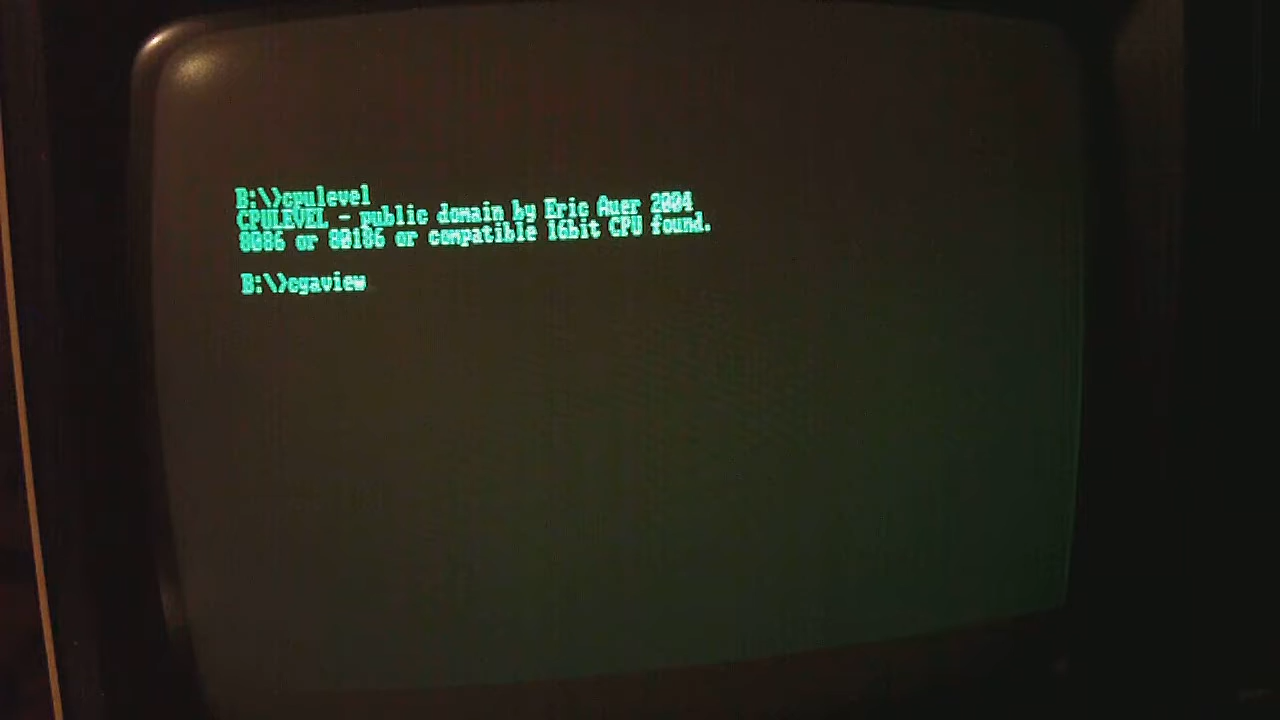 B:\>cpulevel
CPULEVEL - public domain by Eric Auer 2004
8086 or 80186 or compatible 16bit CPU found.
B:\>cgaview